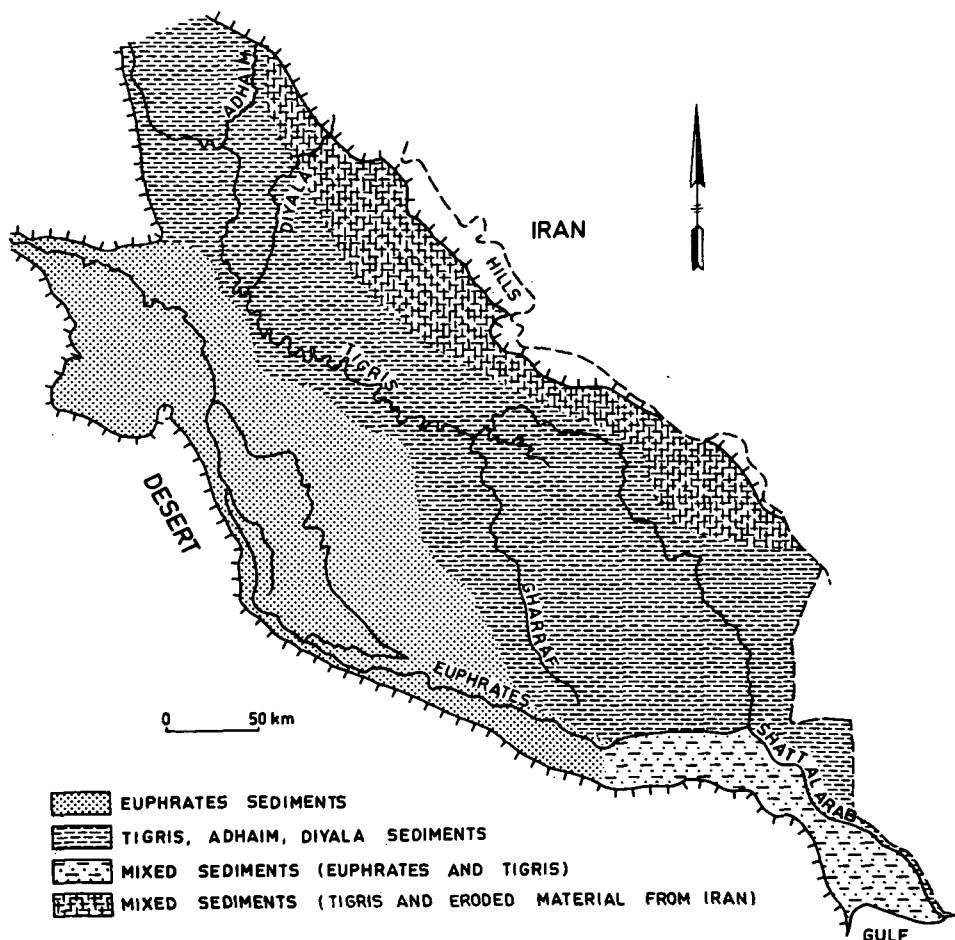 ADHAIM
DIYALA
IRAN
HILLS
TIGRIS
DESERT
GHARRAF
EUPHRATES
0 50 km
SHATT AL ARAB
EUPHRATES SEDIMENTS
TIGRIS, ADHAIM, DIYALA SEDIMENTS
MIXED SEDIMENTS (EUPHRATES AND TIGRIS)
MIXED SEDIMENTS (TIGRIS AND ERODED MATERIAL FROM IRAN)
GULF